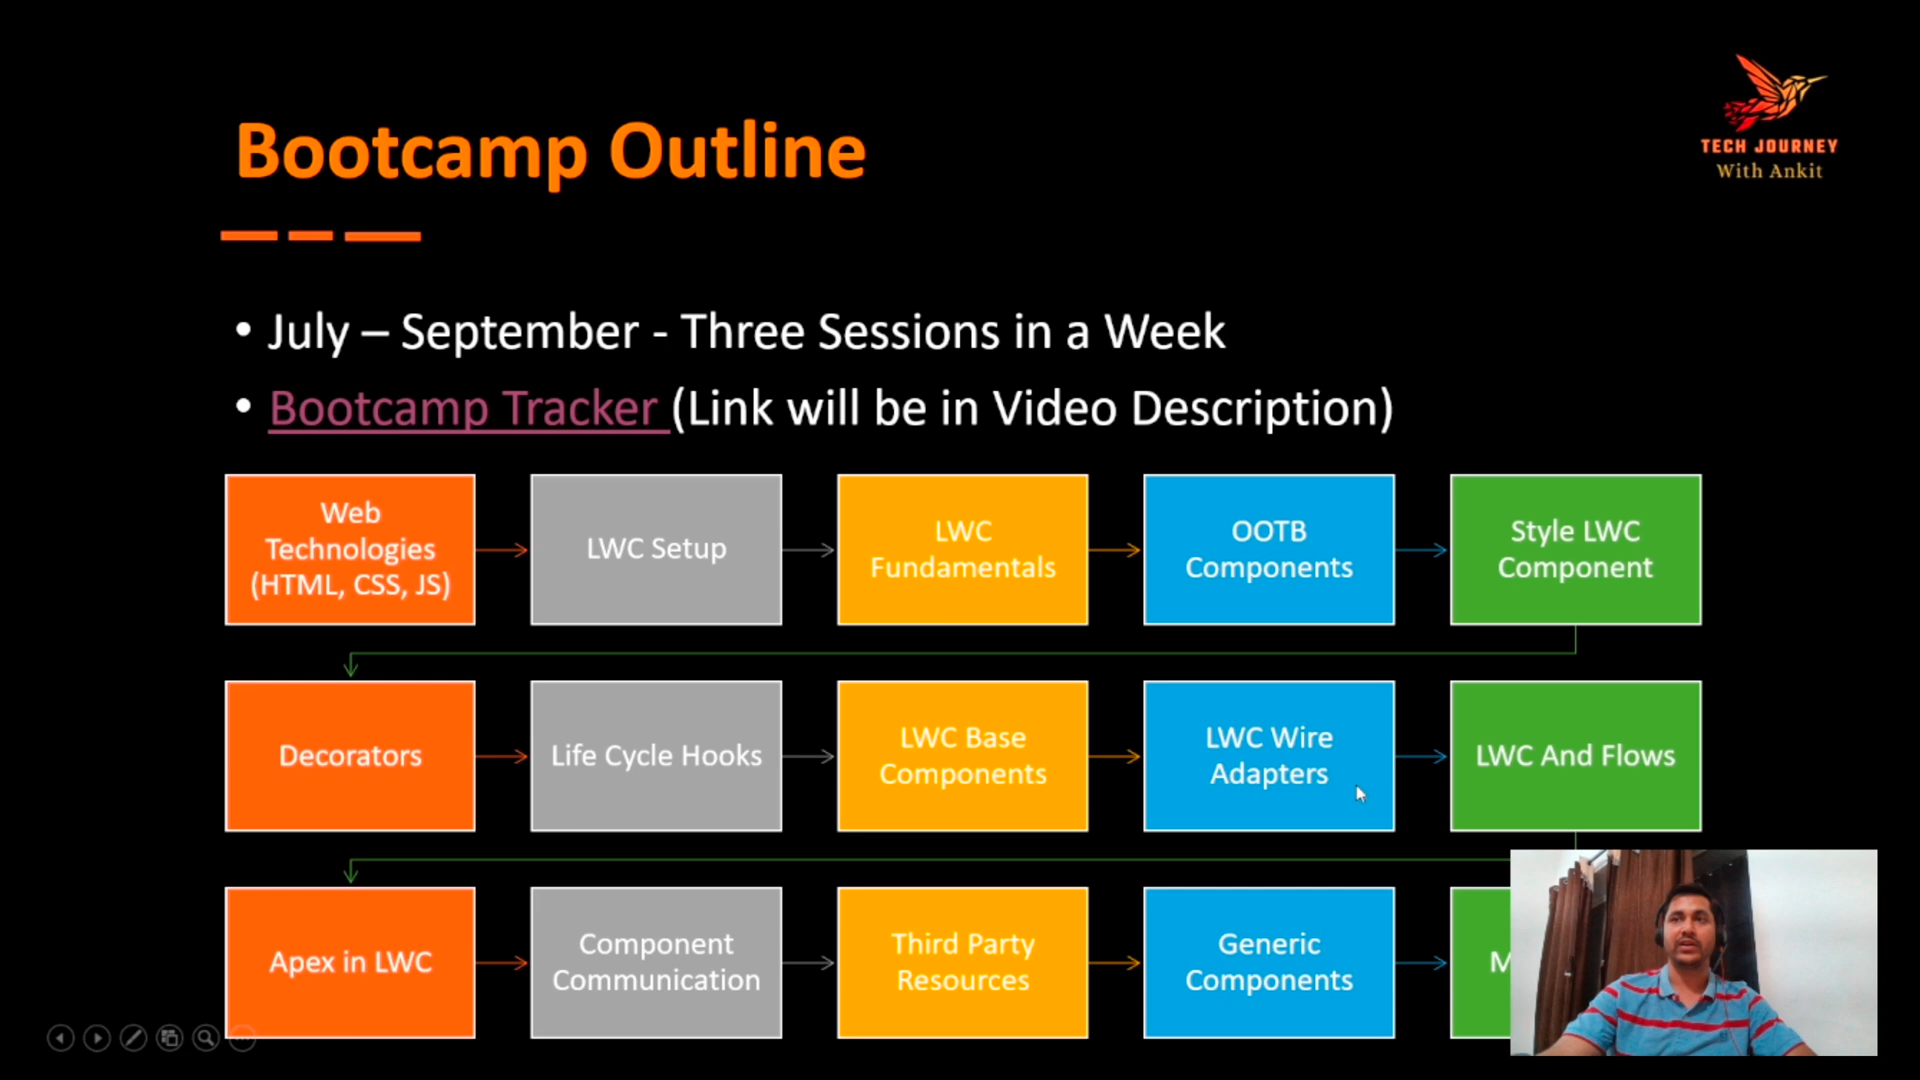 TECH JOURNEY
With Ankit
Bootcamp Outline
• July – September - Three Sessions in a Week
• Bootcamp Tracker (Link will be in Video Description)
Web
Technologies
(HTML, CSS, JS)
LWC Setup
LWC
Fundamentals
OOTB
Components
Style LWC
Component
Decorators
Life Cycle Hooks
LWC Base
Components
LWC Wire
Adapters
LWC And Flows
Apex in LWC
Component
Communication
Third Party
Resources
Generic
Components